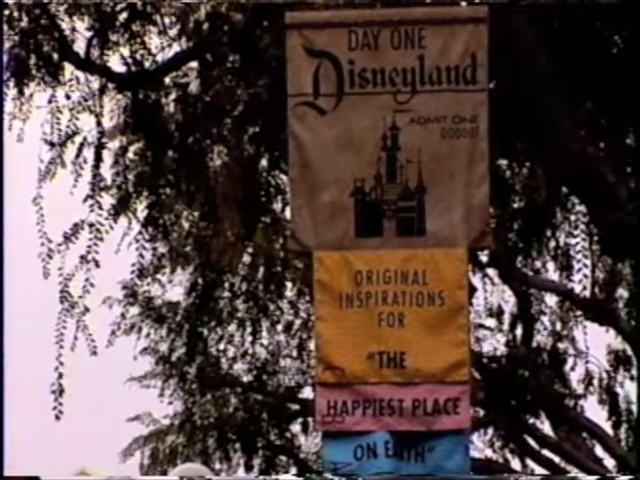 DAY ONE
Disneyland
ADMIT ONE
ORIGINAL
INSPIRATIONS
FOR
"THE
HAPPIEST PLACE
ON EARTH"